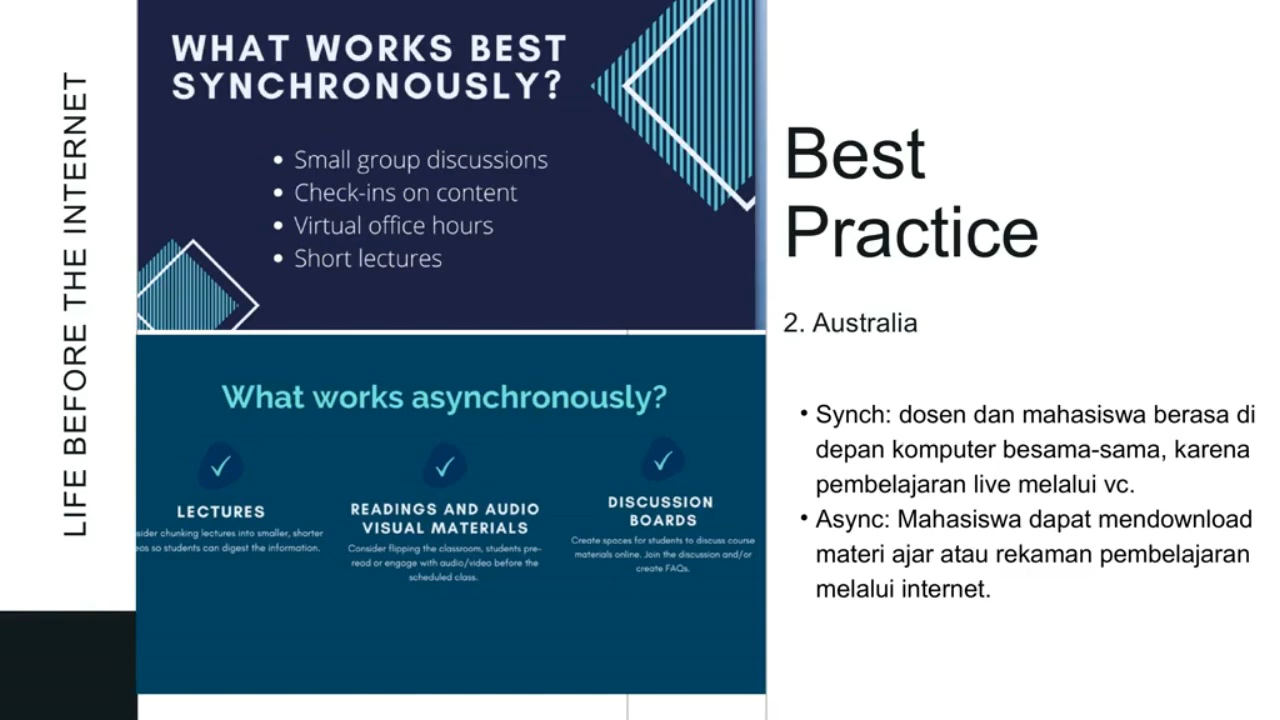 LIFE BEFORE THE INTERNET
WHAT WORKS BEST
SYNCHRONOUSLY?
• Small group discussions
• Check-ins on content
• Virtual office hours
• Short lectures
What works asynchronously?
LECTURES
sider chunking lectures into smaller, shorter
eos so students can digest the information.
READINGS AND AUDIO
VISUAL MATERIALS
Consider flipping the classroom, students pre-
read or engage with audio/video before the
scheduled class.
DISCUSSION
BOARDS
Create spaces for students to discuss course
materials online. Join the discussion and/or
create FAQs.
Best
Practice
2. Australia
• Synch: dosen dan mahasiswa berasa di
depan komputer besama-sama, karena
pembelajaran live melalui vc.
• Async: Mahasiswa dapat mendownload
materi ajar atau rekaman pembelajaran
melalui internet.